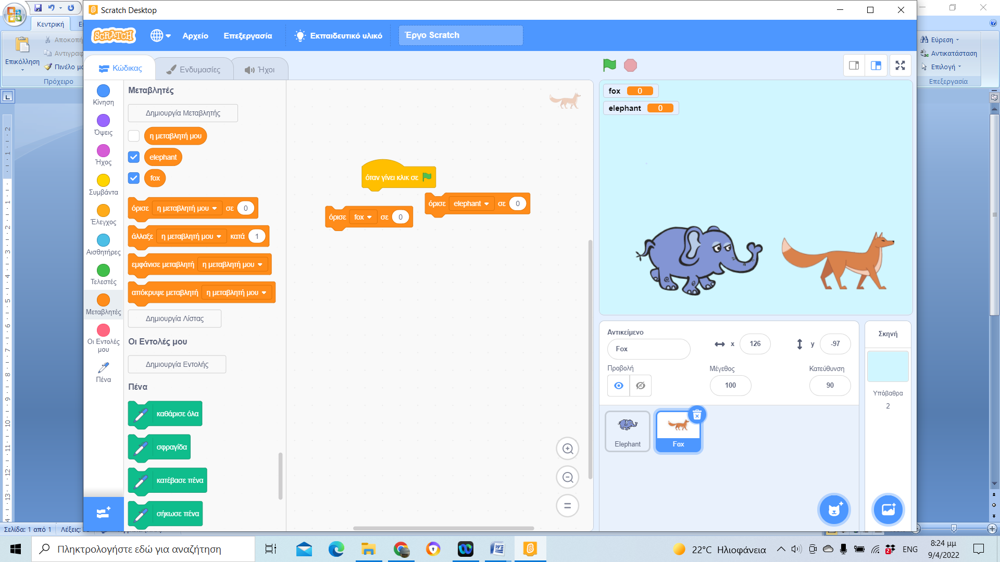 Scratch Desktop
Κεντρική
SCRATCH
Αρχείο
Επεξεργασία
Εκπαιδευτικό υλικό
Έργο Scratch
Επικόλληση
Αποκοπή
Αντιγραφ
Πινέλο μο
Πρόχειρο
Εύρεση
Αντικατάσταση
Επιλογή
Επεξεργασία
Κώδικας
Ενδυμασίες
Ήχοι
Κίνηση
Όψεις
Ήχος
Συμβάντα
Έλεγχος
Αισθητήρες
Τελεστές
Μεταβλητές
Οι Εντολές
μου
Πένα
Μεταβλητές
Δημιουργία Μεταβλητής
η μεταβλητή μου
elephant
fox
όρισε η μεταβλητή μου σε 0
άλλαξε η μεταβλητή μου κατά 1
εμφάνισε μεταβλητή η μεταβλητή μου
απόκρυψε μεταβλητή η μεταβλητή μου
Δημιουργία Λίστας
Οι Εντολές μου
Δημιουργία Εντολής
Πένα
καθάρισε όλα
σφραγίδα
κατέβασε πένα
σήκωσε πένα
όταν γίνει κλικ σε
όρισε elephant σε 0
όρισε fox σε 0
fox 0
elephant 0
Αντικείμενο
Fox
x 126
y -97
Προβολή
Μέγεθος
100
Κατεύθυνση
90
Elephant
Fox
Σκηνή
Υπόβαθρα
2
Σελίδα: 1 από 1
Λέξεις:
Πληκτρολογήστε εδώ για αναζήτηση
22°C Ηλιοφάνεια
ENG
8:24 μμ
9/4/2022